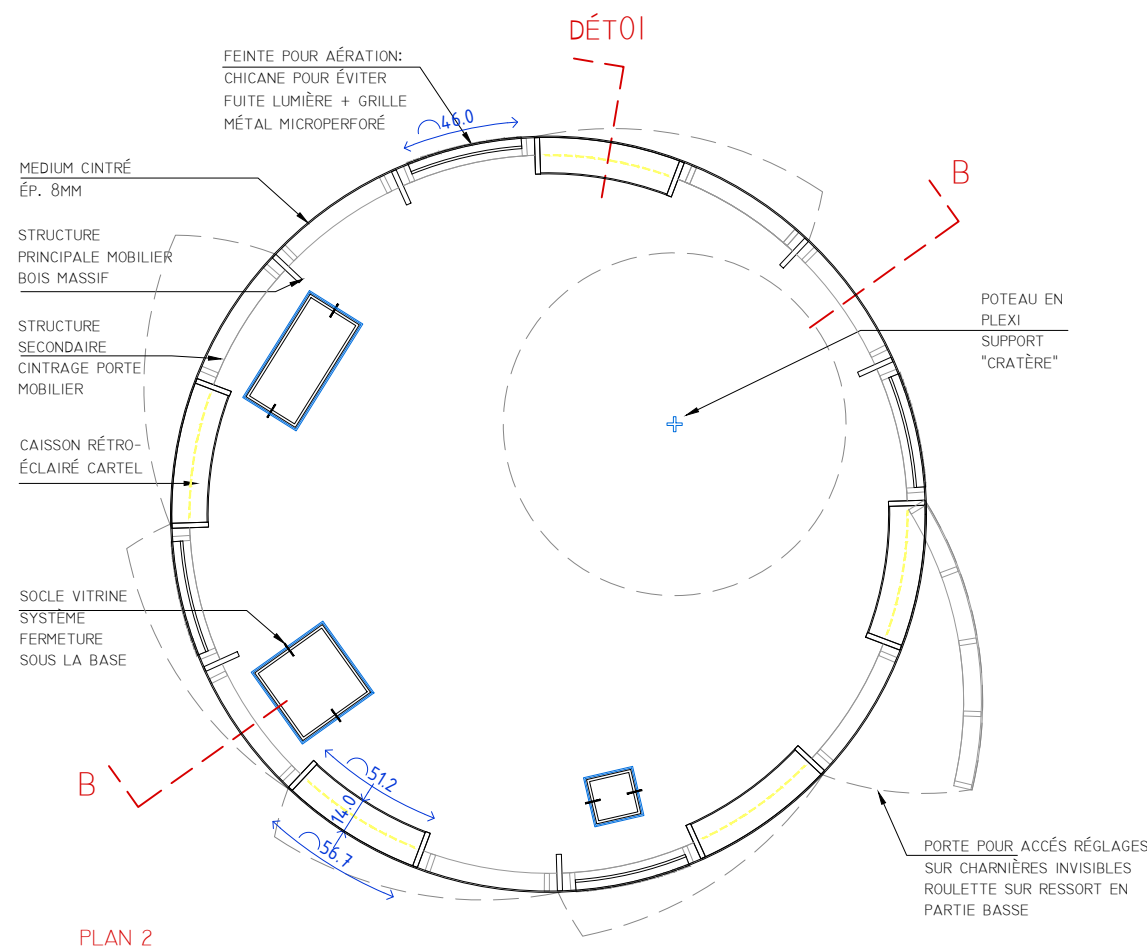 DÉT01
FEINTE POUR AÉRATION:
CHICANE POUR ÉVITER
FUITE LUMIÈRE + GRILLE
MÉTAL MICROPERFORÉ
46.0
MEDIUM CINTRÉ
ÉP. 8MM
B
STRUCTURE
PRINCIPALE MOBILIER
BOIS MASSIF
POTEAU EN
PLEXI
SUPPORT
"CRATÈRE"
STRUCTURE
SECONDAIRE
CINTRAGE PORTE
MOBILIER
CAISSON RÉTRO-
ÉCLAIRÉ CARTEL
SOCLE VITRINE
SYSTÈME
FERMETURE
SOUS LA BASE
B
51.2
14.0
56.7
PORTE POUR ACCÉS RÉGLAGES
SUR CHARNIÈRES INVISIBLES
ROULETTE SUR RESSORT EN
PARTIE BASSE
PLAN 2